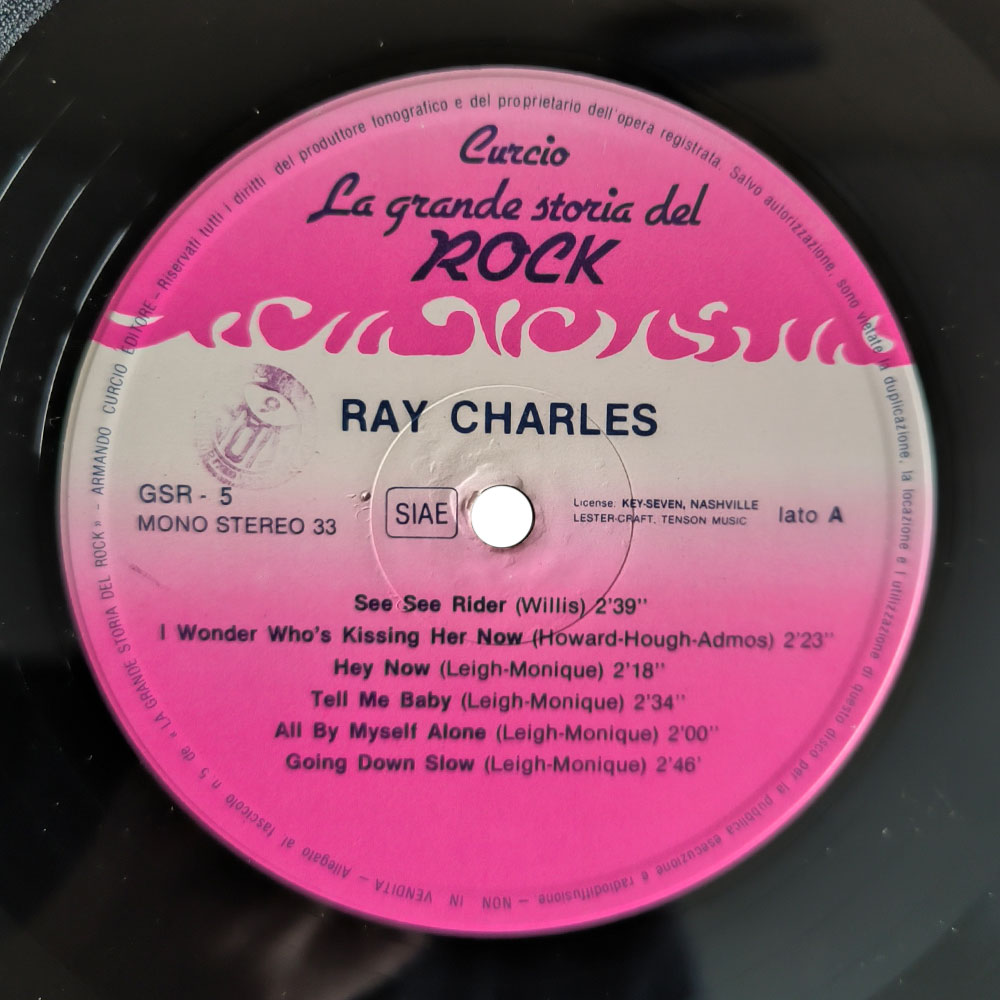 Curcio
La grande storia del
ROCK
RAY CHARLES
GSR - 5
MONO STEREO 33
SIAE
License: KEY-SEVEN, NASHVILLE
LESTER-CRAFT, TENSON MUSIC
lato A
See See Rider (Willis) 2'39"
I Wonder Who's Kissing Her Now (Howard-Hough-Admos) 2'23"
Hey Now (Leigh-Monique) 2'18"
Tell Me Baby (Leigh-Monique) 2'34"
All By Myself Alone (Leigh-Monique) 2'00"
Going Down Slow (Leigh-Monique) 2'46'
Allegato al fascicolo n 5 de « LA GRANDE STORIA DEL ROCK » - ARMANDO CURCIO EDITORE - Riservati tutti i diritti del produttore fonografico e del proprietario dell'opera registrata. Salvo autorizzazione, sono vietate la duplicazione, la locazione e l utilizzazione di questo disco per la pubblica esecuzione e radiodiffusione - NON IN VENDITA -